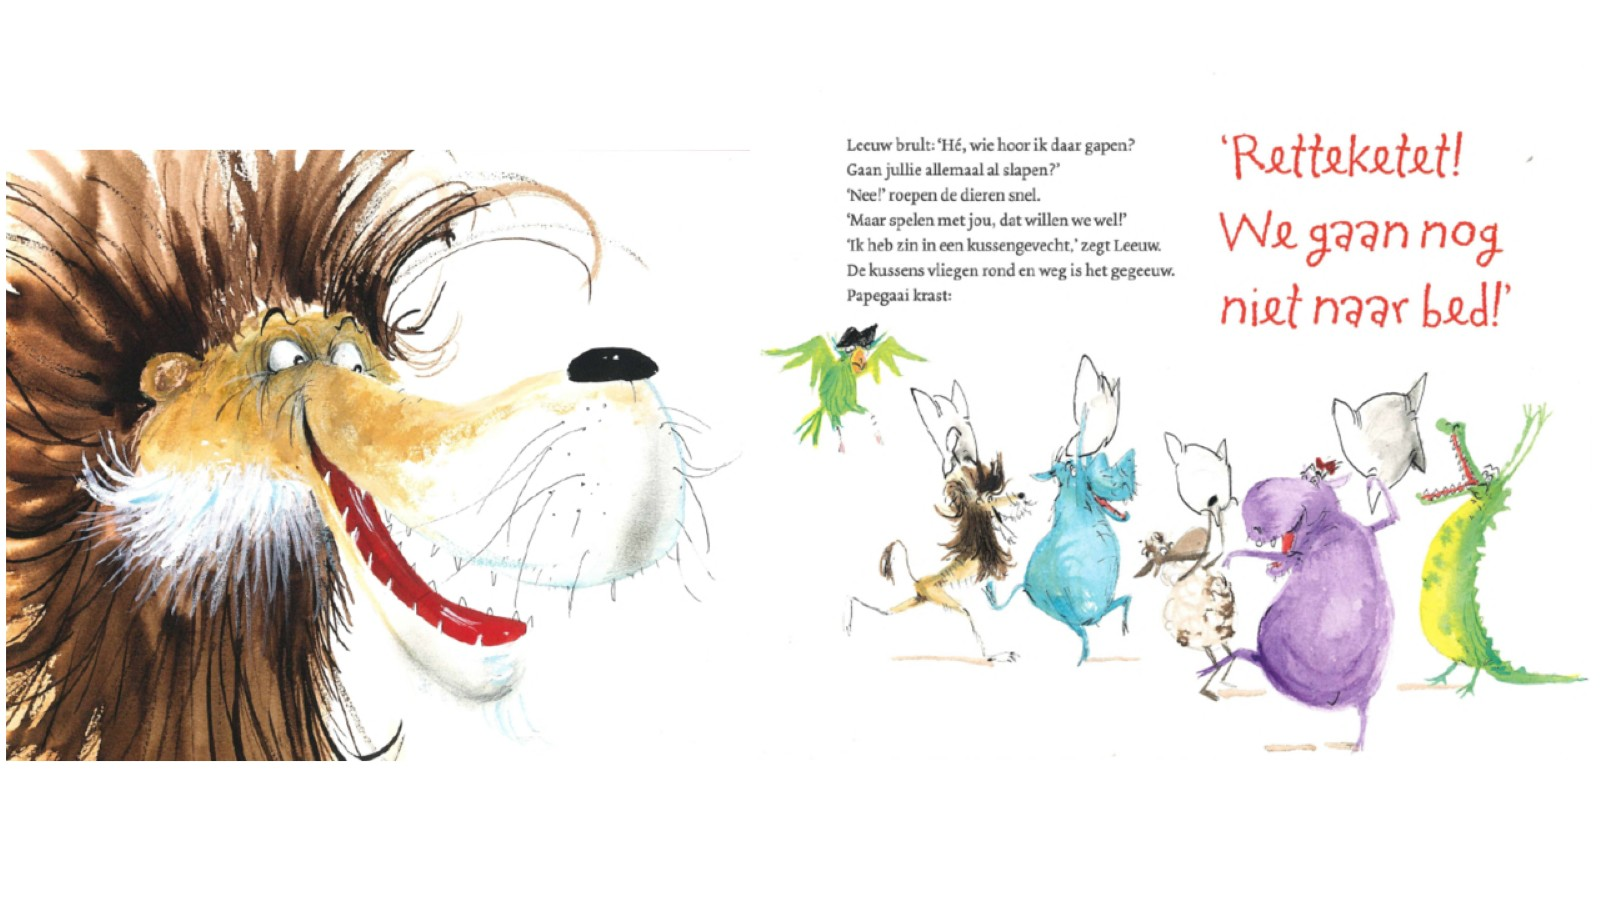 Leeuw brult: ‘Hé, wie hoor ik daar gapen?
Gaan jullie allemaal al slapen?’
‘Nee!’ roepen de dieren snel.
‘Maar spelen met jou, dat willen we wel!’
‘Ik heb zin in een kussengevecht,’ zegt Leeuw.
De kussens vliegen rond en weg is het gegeeuw.
Papegaai krast:
‘Retteketet!
We gaan nog
niet naar bed!’